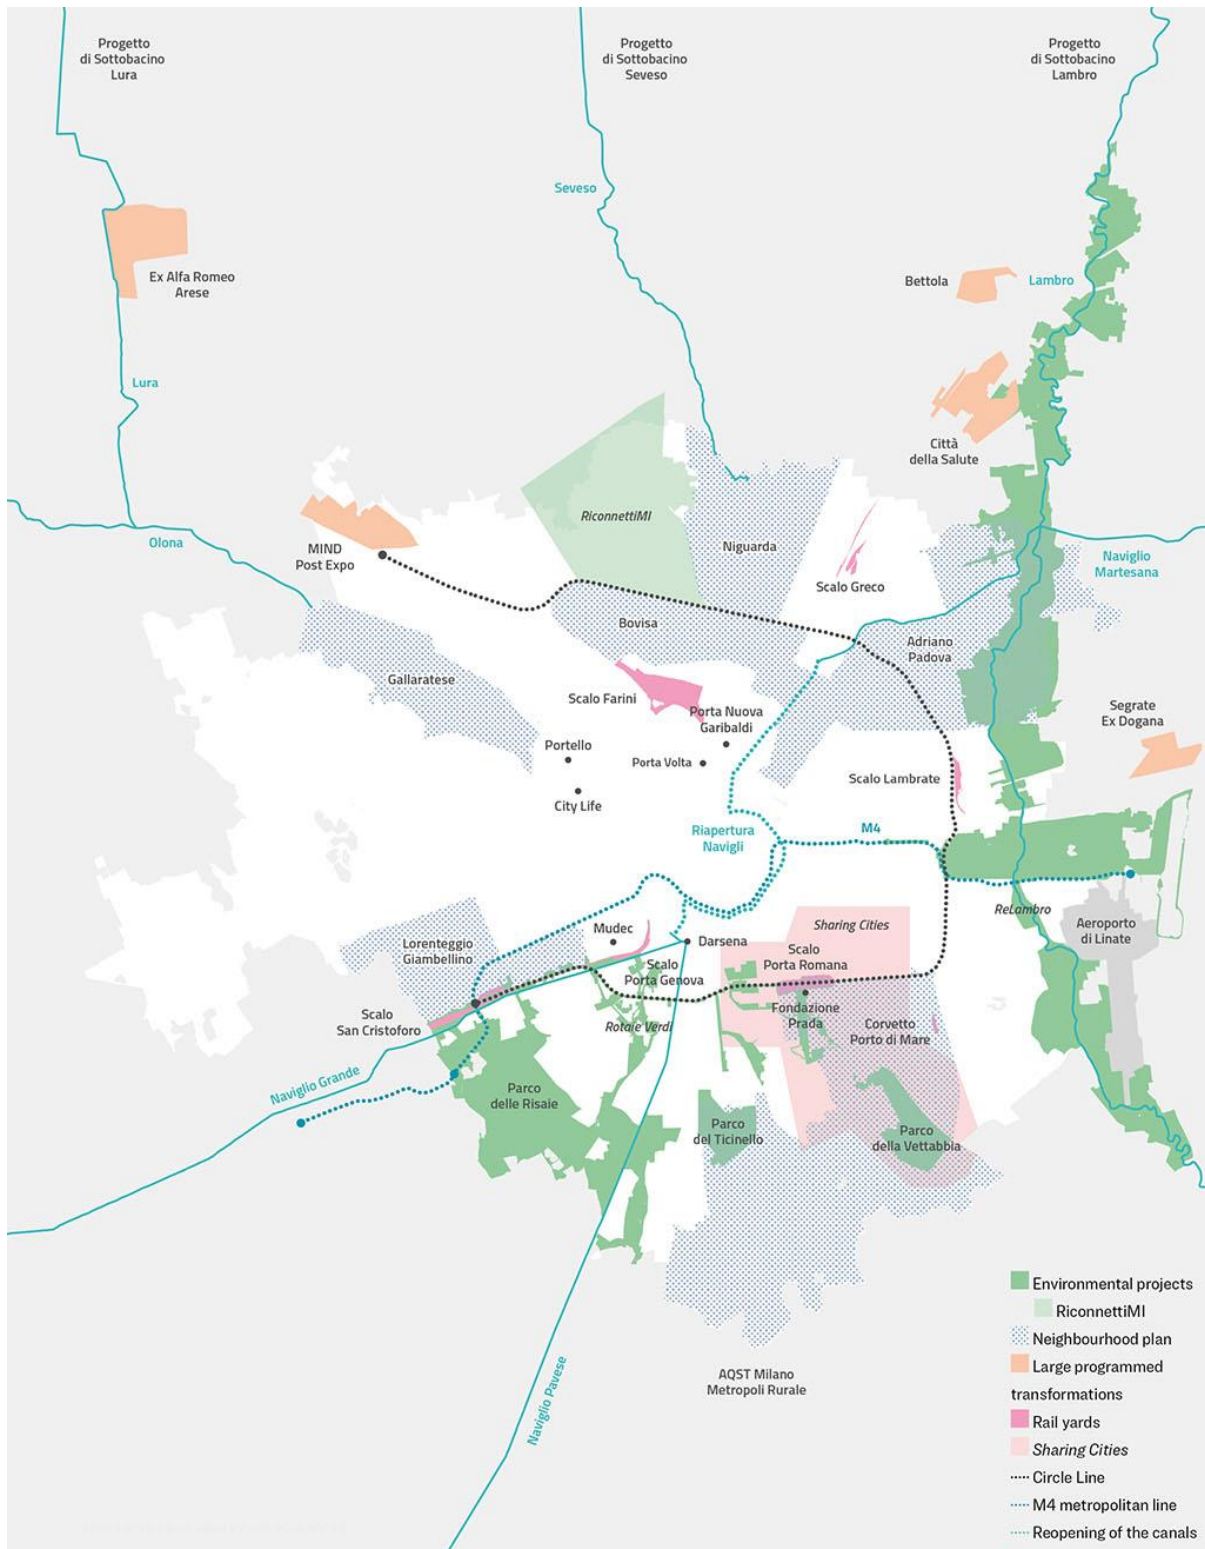 Progetto
di Sottobacino
Lura
Progetto
di Sottobacino
Seveso
Progetto
di Sottobacino
Lambro
Seveso
Ex Alfa Romeo
Arese
Bettola
Lambro
Lura
Città
della Salute
RiconnettiMI
Olona
MIND
Post Expo
Niguarda
Scalo Greco
Naviglio
Martesana
Bovisa
Adriano
Padova
Gallaratese
Scalo Farini
Porta Nuova
Garibaldi
Segrate
Ex Dogana
Portello
Porta Volta
Scalo Lambrate
City Life
Riapertura
Navigli
M4
ReLambro
Aeroporto
di Linate
Lorenteggio
Giambellino
Mudec
Darsena
Sharing Cities
Scalo
Porta Genova
Scalo
Porta Romana
Scalo
San Cristoforo
Rotaie Verdi
Fondazione
Prada
Corvetto
Porto di Mare
Naviglio Grande
Parco
delle Risaie
Parco
del Ticinello
Parco
della Vettabbia
Naviglio Pavese
AQST Milano
Metropoli Rurale
Environmental projects
RiconnettiMI
Neighbourhood plan
Large programmed
transformations
Rail yards
Sharing Cities
Circle Line
M4 metropolitan line
Reopening of the canals